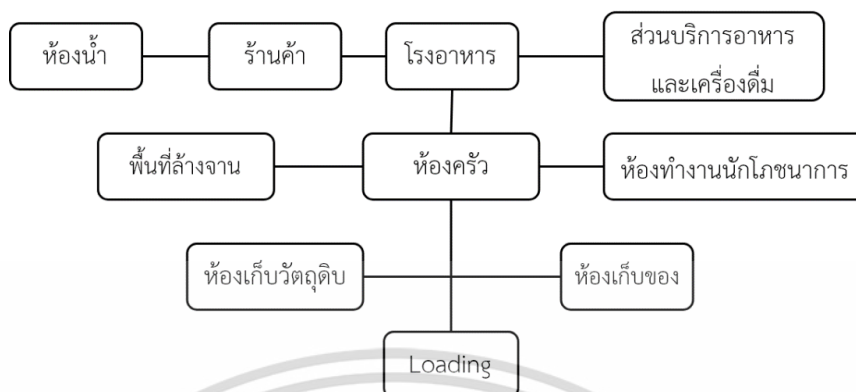 ห้องน้ำ
ร้านค้า
โรงอาหาร
ส่วนบริการอาหาร
และเครื่องดื่ม
พื้นที่ล้างจาน
ห้องครัว
ห้องทำงานนักโภชนาการ
ห้องเก็บวัตถุดิบ
ห้องเก็บของ
Loading